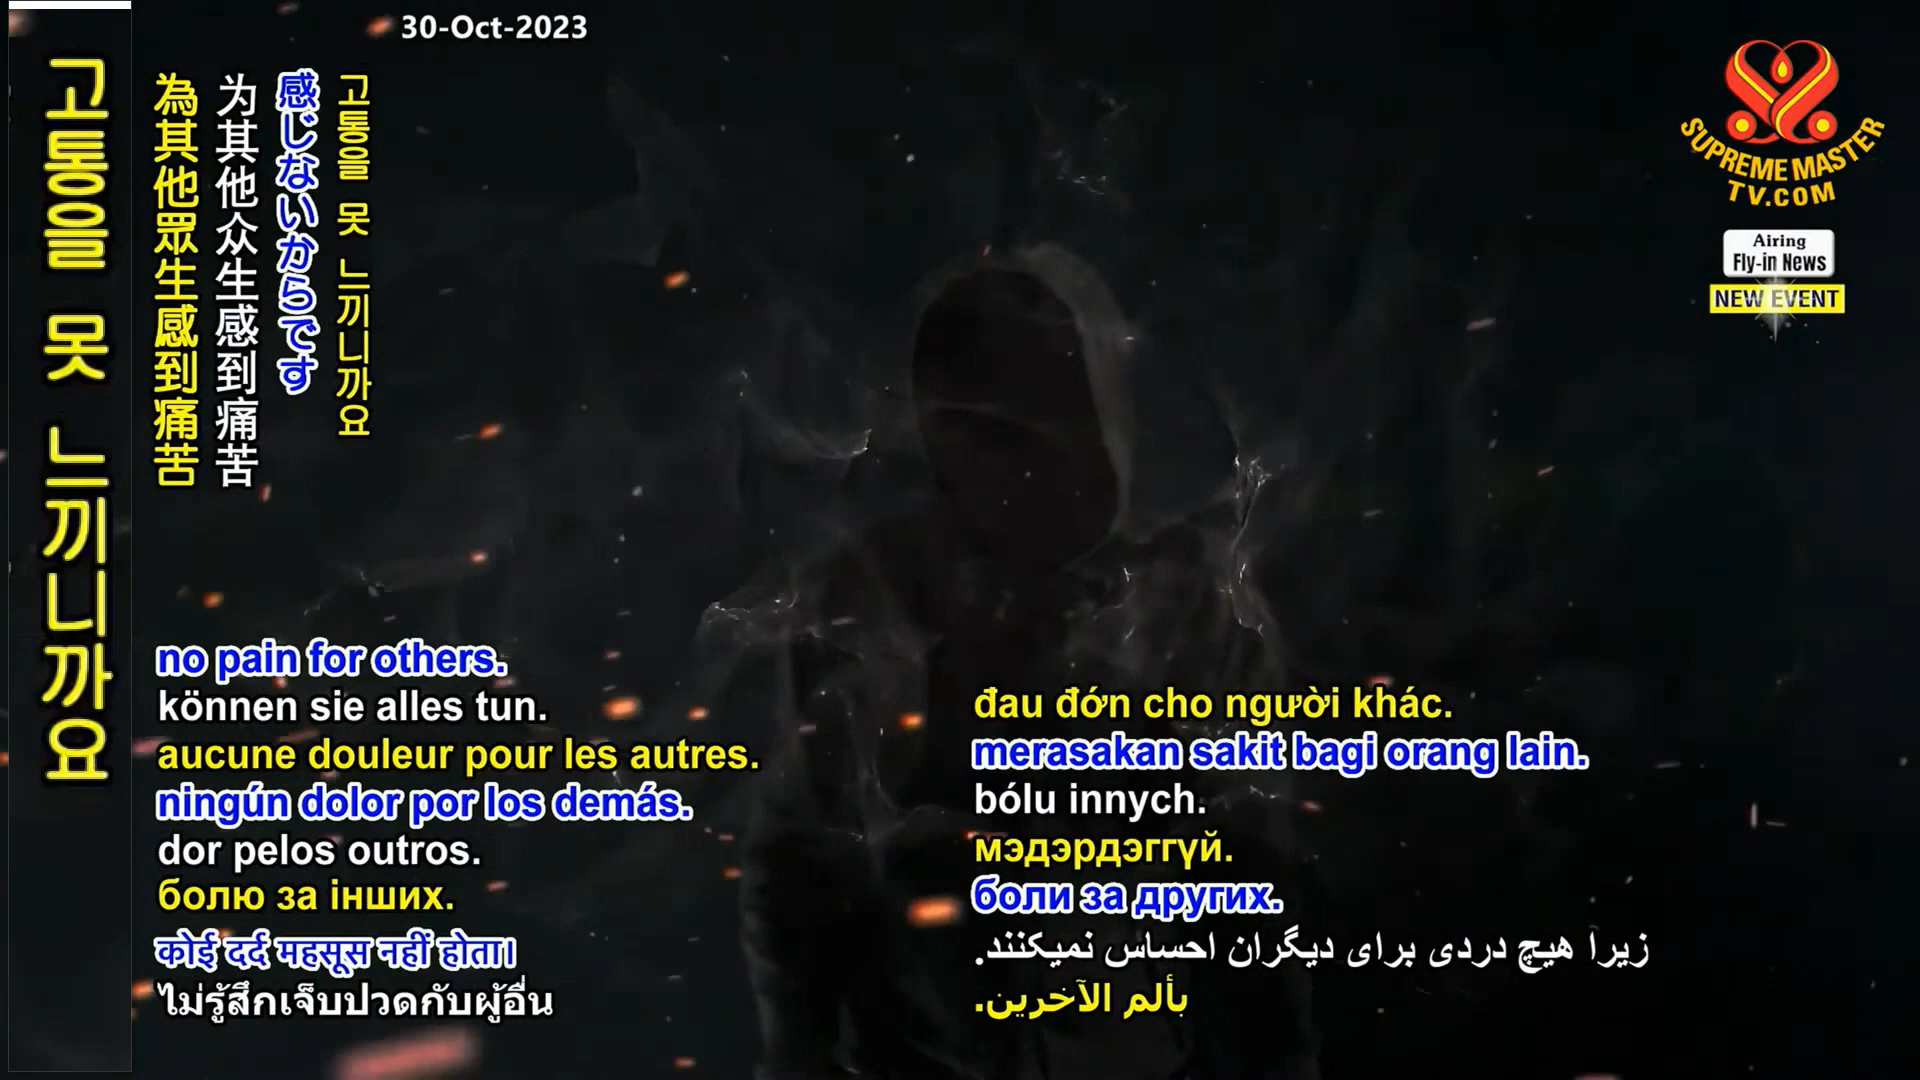 30-Oct-2023
고통을 못 느끼니까요
為其他眾生感到痛苦
为其他众生感到痛苦
感じないからです
고통을 못 느끼니까요
SUPREME MASTER
TV.COM
Airing
Fly-in News
NEW EVENT
no pain for others.
können sie alles tun.
aucune douleur pour les autres.
ningún dolor por los demás.
dor pelos outros.
болю за інших.
कोई दर्द महसूस नहीं होता।
ไม่รู้สึกเจ็บปวดกับผู้อื่น
đau đớn cho người khác.
merasakan sakit bagi orang lain.
bólu innych.
мэдэрдэггүй.
боли за других.
زیرا هیچ دردی برای دیگران احساس نمیکنند.
بألم الآخرين.